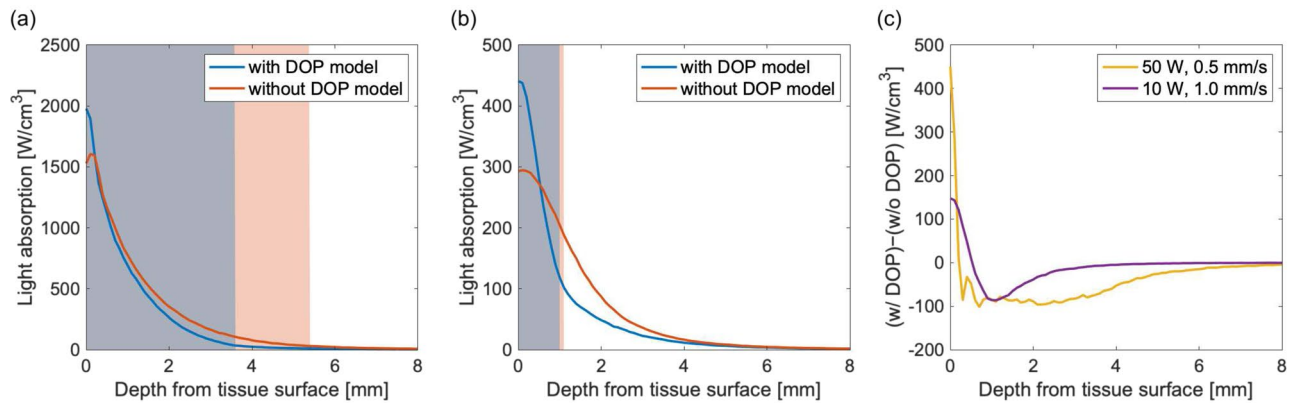 (a)
2500
2000
1500
1000
500
0
0 2 4 6 8
Light absorption [W/cm³]
Depth from tissue surface [mm]
with DOP model
without DOP model
(b)
500
400
300
200
100
0
0 2 4 6 8
Light absorption [W/cm³]
Depth from tissue surface [mm]
with DOP model
without DOP model
(c)
500
400
300
200
100
0
-100
-200
0 2 4 6 8
(w/ DOP)−(w/o DOP) [W/cm³]
Depth from tissue surface [mm]
50 W, 0.5 mm/s
10 W, 1.0 mm/s